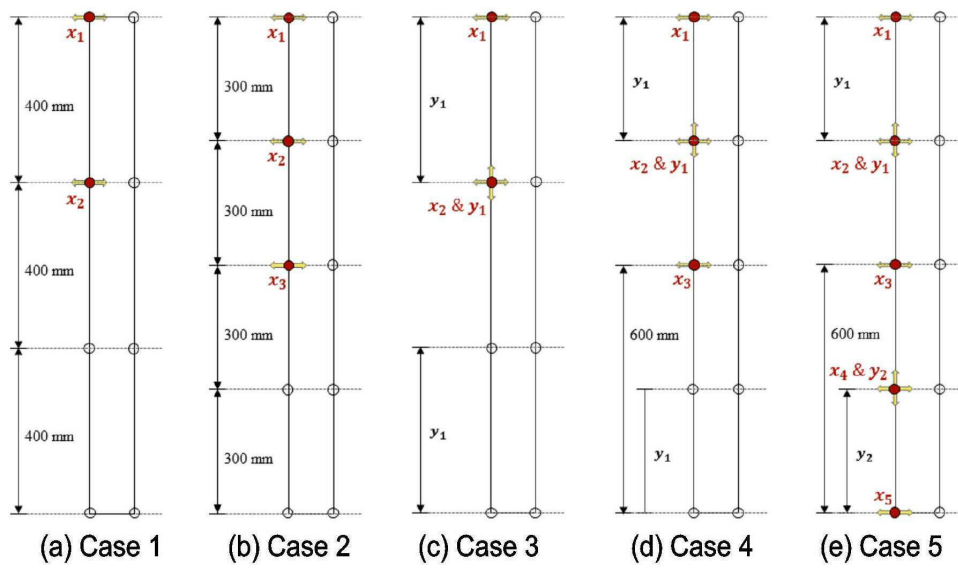 x₁
400 mm
x₂
400 mm
400 mm
(a) Case 1
x₁
300 mm
x₂
300 mm
x₃
300 mm
300 mm
(b) Case 2
x₁
y₁
x₂ & y₁
y₁
(c) Case 3
x₁
y₁
x₂ & y₁
x₃
600 mm
y₁
(d) Case 4
x₁
y₁
x₂ & y₁
x₃
600 mm
x₄ & y₂
y₂
x₅
(e) Case 5